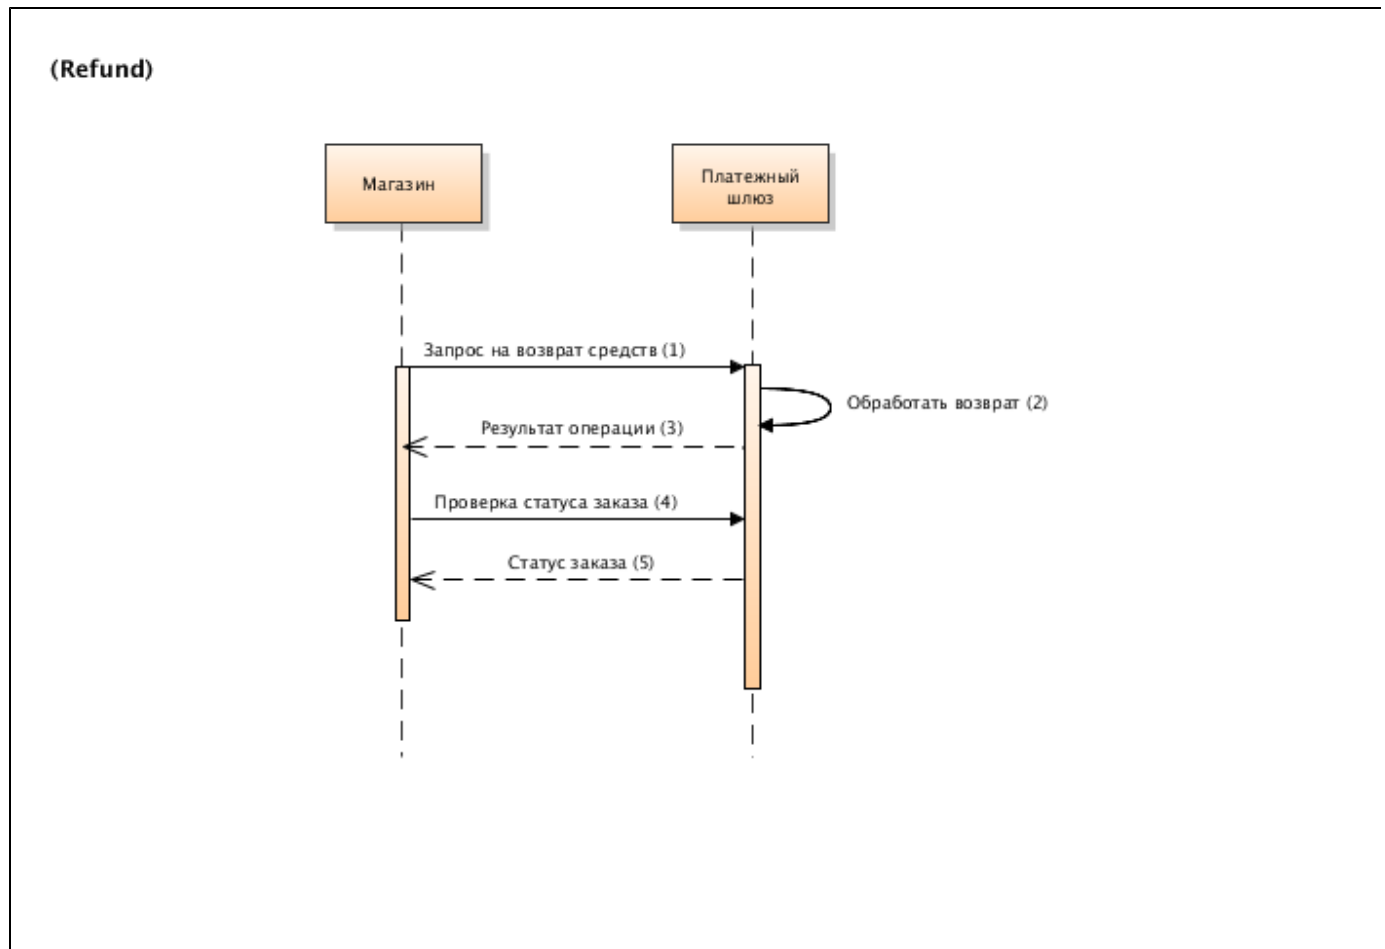 (Refund)
Магазин
Платежный
шлюз
Запрос на возврат средств (1)
Обработать возврат (2)
Результат операции (3)
Проверка статуса заказа (4)
Статус заказа (5)